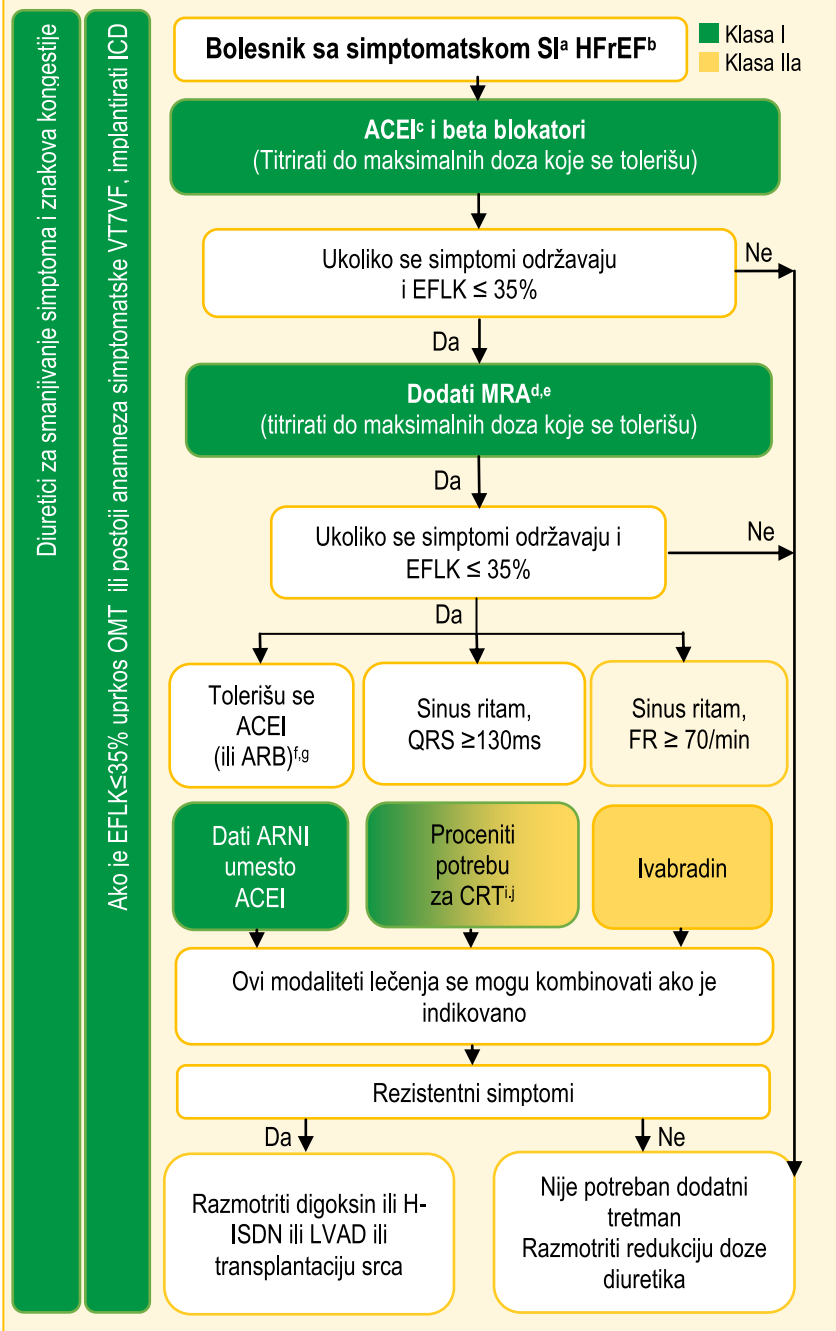 Diuretici za smanjivanje simptoma i znakova kongestije
Ako je EFLK≤35% uprkos OMT ili postoji anamneza simptomatske VT7VF, implantirati ICD
Bolesnik sa simptomatskom SIᵃ HFrEFᵇ
Klasa I
Klasa IIa
ACEIᶜ i beta blokatori
(Titrirati do maksimalnih doza koje se tolerišu)
Ukoliko se simptomi održavaju
i EFLK ≤ 35%
Ne
Da
Dodati MRAᵈ,ᵉ
(titrirati do maksimalnih doza koje se tolerišu)
Da
Ukoliko se simptomi održavaju i
EFLK ≤ 35%
Ne
Da
Tolerišu se
ACEI
(ili ARB)ᶠ,ᵍ
Sinus ritam,
QRS ≥130ms
Sinus ritam,
FR ≥ 70/min
Dati ARNI
umesto
ACEI
Proceniti
potrebu
za CRTⁱ·ʲ
Ivabradin
Ovi modaliteti lečenja se mogu kombinovati ako je
indikovano
Rezistentni simptomi
Da
Ne
Razmotriti digoksin ili H-
ISDN ili LVAD ili
transplantaciju srca
Nije potreban dodatni
tretman
Razmotriti redukciju doze
diuretika